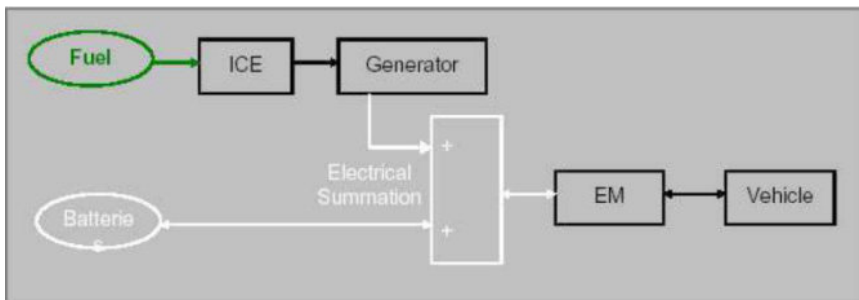 Fuel
ICE
Generator
+
Electrical
Summation
EM
Vehicle
Batterie
s
+